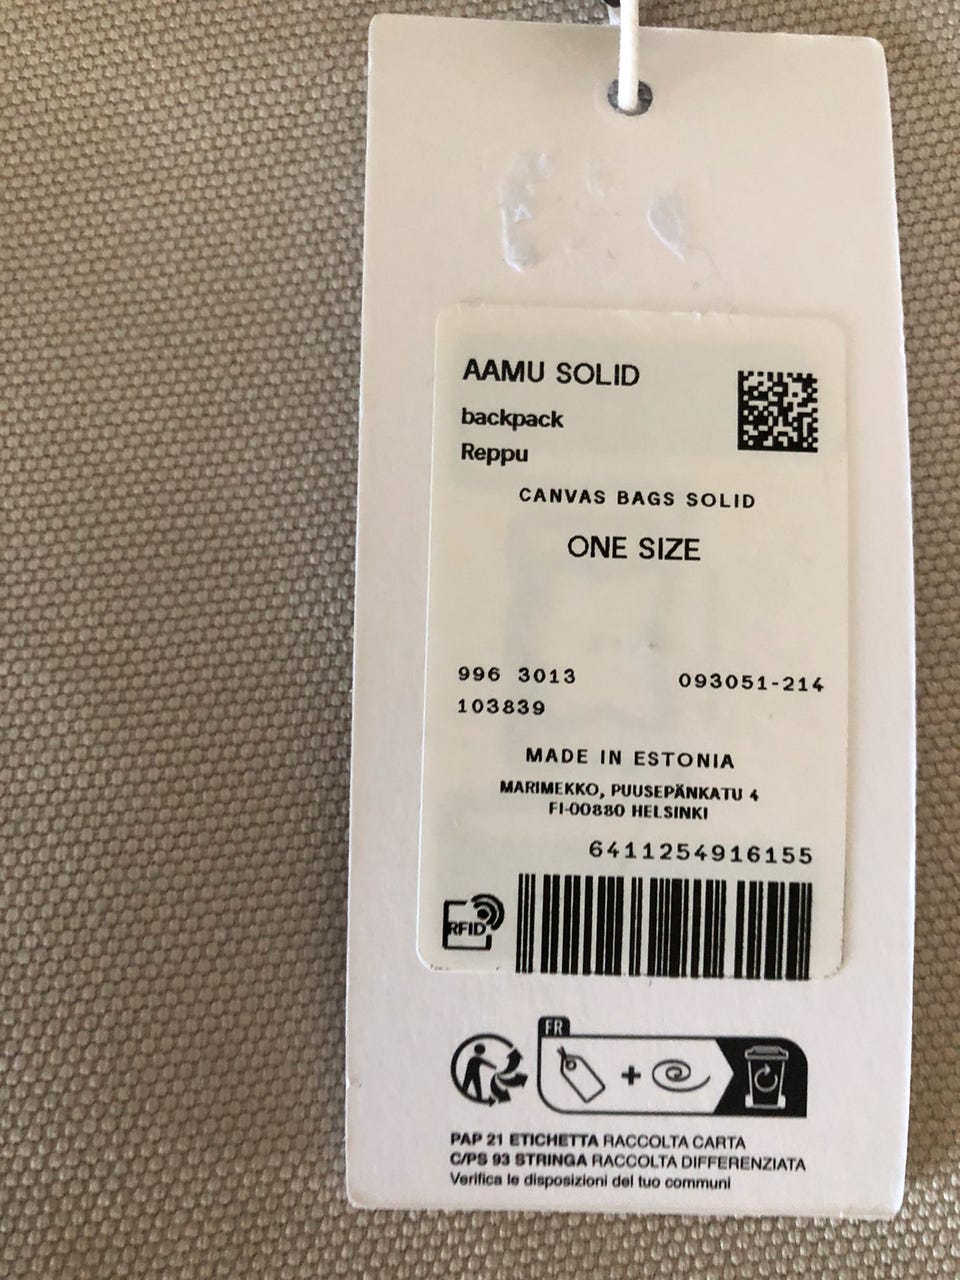 AAMU SOLID
backpack
Reppu
CANVAS BAGS SOLID
ONE SIZE
996 3013 093051-214
103839
MADE IN ESTONIA
MARIMEKKO, PUUSEPÄNKATU 4
FI-00880 HELSINKI
6411254916155
RFID
FR
PAP 21 ETICHETTA RACCOLTA CARTA
C/PS 93 STRINGA RACCOLTA DIFFERENZIATA
Verifica le disposizioni del tuo communi